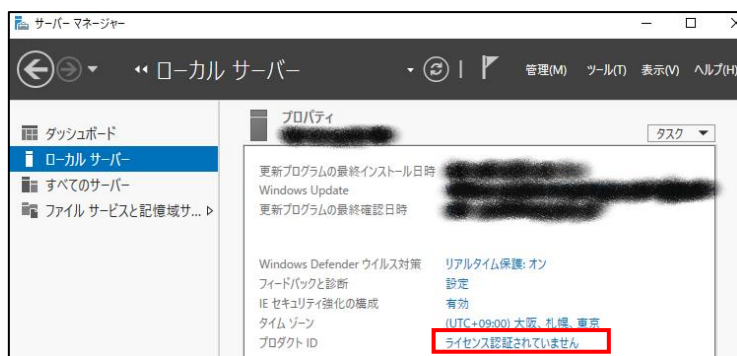 サーバー マネージャー
ローカル サーバー
管理(M) ツール(T) 表示(V) ヘルプ(H)
ダッシュボード
ローカル サーバー
すべてのサーバー
ファイル サービスと記憶域サ...
プロパティ
タスク
更新プログラムの最終インストール日時
Windows Update
更新プログラムの最終確認日時
Windows Defender ウイルス対策 リアルタイム保護: オン
フィードバックと診断 設定
IE セキュリティ強化の構成 有効
タイム ゾーン (UTC+09:00) 大阪、札幌、東京
プロダクト ID ライセンス認証されていません